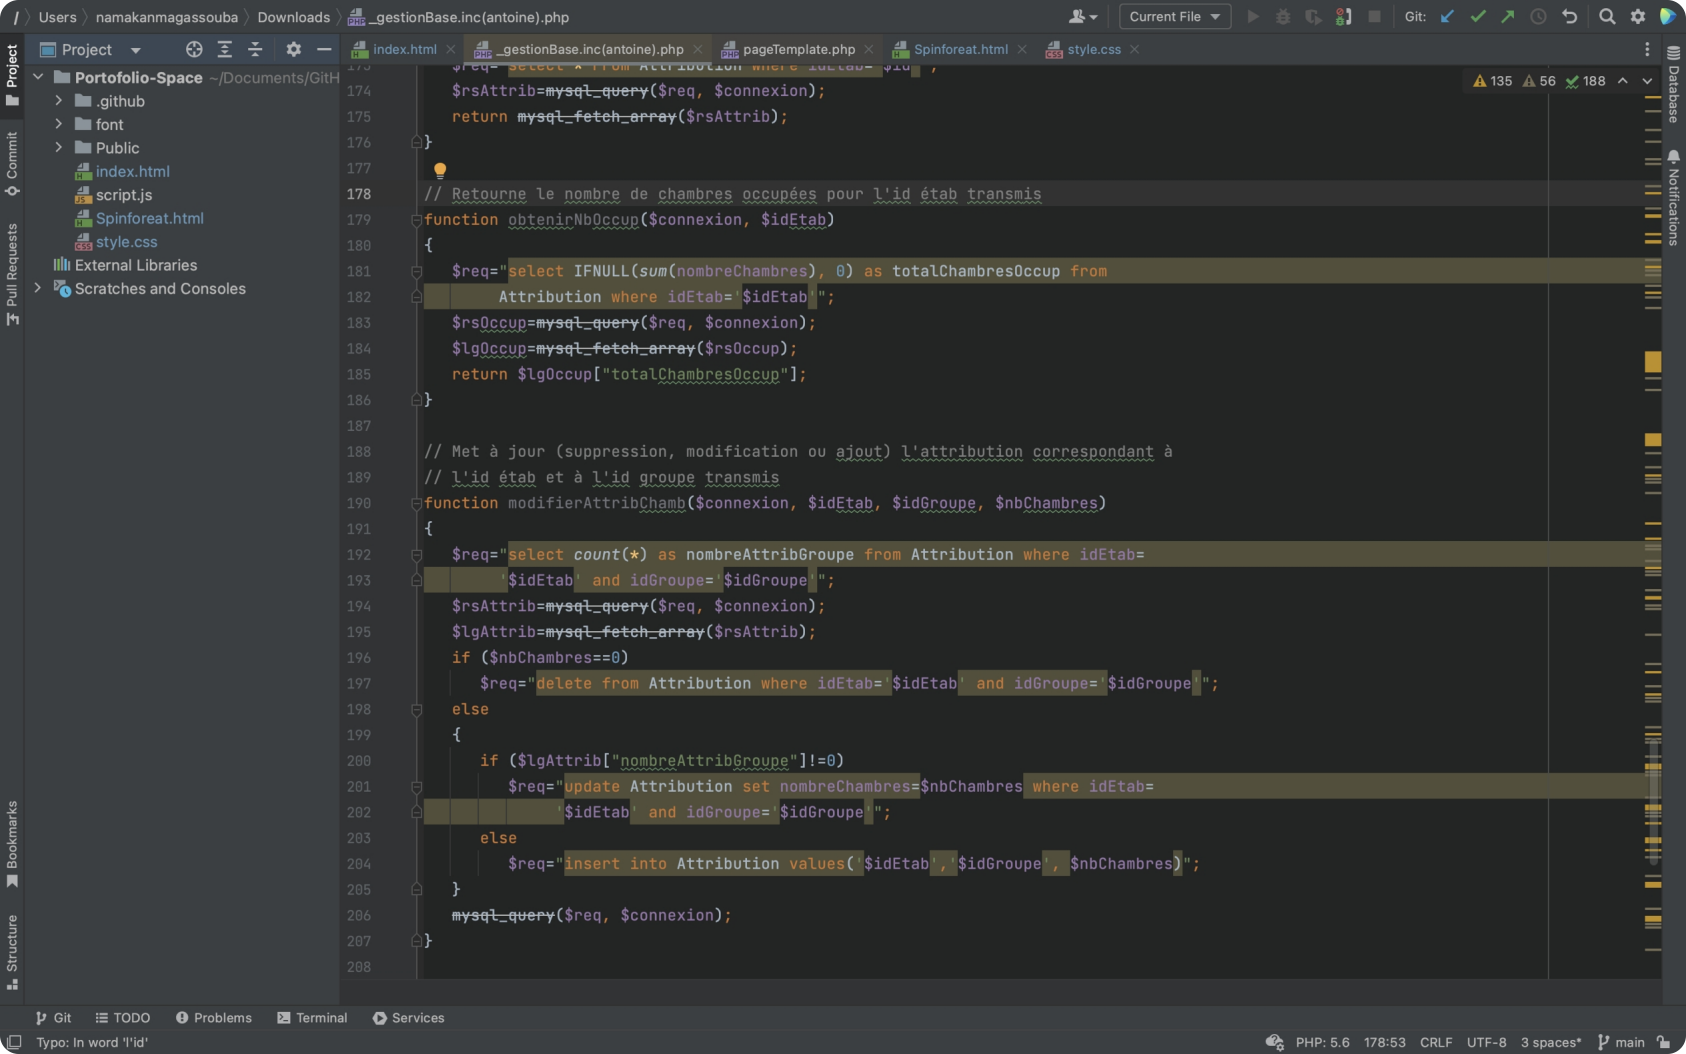 / Users namakanmagassouba Downloads _gestionBase.inc(antoine).php
Current File
Git:
Project
index.html
_gestionBase.inc(antoine).php
pageTemplate.php
Spinforeat.html
style.css
Portofolio-Space ~/Documents/GitH
.github
font
Public
index.html
script.js
Spinforeat.html
style.css
External Libraries
Scratches and Consoles
Project
Commit
Pull Requests
Bookmarks
Structure
135 56 188
173 $req="select * from Attribution where idEtab='$id'";
174 $rsAttrib=mysql_query($req, $connexion);
175 return mysql_fetch_array($rsAttrib);
176 }
177
178 // Retourne le nombre de chambres occupées pour l'id étab transmis
179 function obtenirNbOccup($connexion, $idEtab)
180 {
181 $req="select IFNULL(sum(nombreChambres), 0) as totalChambresOccup from
182 Attribution where idEtab='$idEtab'";
183 $rsOccup=mysql_query($req, $connexion);
184 $lgOccup=mysql_fetch_array($rsOccup);
185 return $lgOccup["totalChambresOccup"];
186 }
187
188 // Met à jour (suppression, modification ou ajout) l'attribution correspondant à
189 // l'id étab et à l'id groupe transmis
190 function modifierAttribChamb($connexion, $idEtab, $idGroupe, $nbChambres)
191 {
192 $req="select count(*) as nombreAttribGroupe from Attribution where idEtab=
193 '$idEtab' and idGroupe='$idGroupe'";
194 $rsAttrib=mysql_query($req, $connexion);
195 $lgAttrib=mysql_fetch_array($rsAttrib);
196 if ($nbChambres==0)
197 $req="delete from Attribution where idEtab='$idEtab' and idGroupe='$idGroupe'";
198 else
199 {
200 if ($lgAttrib["nombreAttribGroupe"]!=0)
201 $req="update Attribution set nombreChambres=$nbChambres where idEtab=
202 '$idEtab' and idGroupe='$idGroupe'";
203 else
204 $req="insert into Attribution values('$idEtab','$idGroupe', $nbChambres)";
205 }
206 mysql_query($req, $connexion);
207 }
208
Database
Notifications
Git
TODO
Problems
Terminal
Services
Typo: In word 'l'id'
PHP: 5.6 178:53 CRLF UTF-8 3 spaces* main